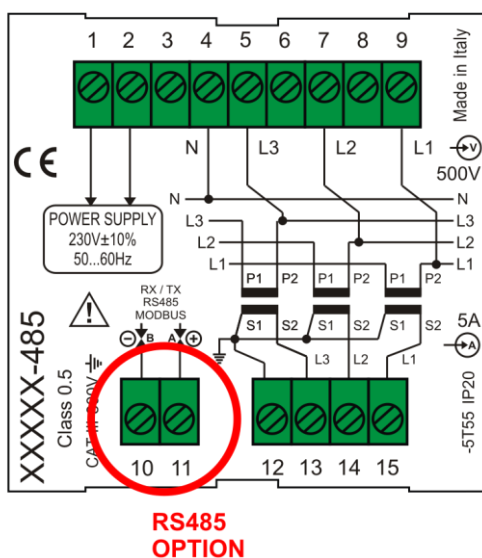 1 2 3 4 5 6 7 8 9
Made in Italy
N L3 L2 L1 V
500V
CE
N N
L3 L3
L2 L2
L1 L1
POWER SUPPLY
230V±10%
50...60Hz
P1 P2 P1 P2 P1 P2
RX / TX
RS485
MODBUS
S1 S2 S1 S2 S1 S2
5A
A
B A
L3 L2 L1
XXXXX-485
Class 0.5
CAT III 300V
-5T55 IP20
10 11 12 13 14 15
RS485
OPTION